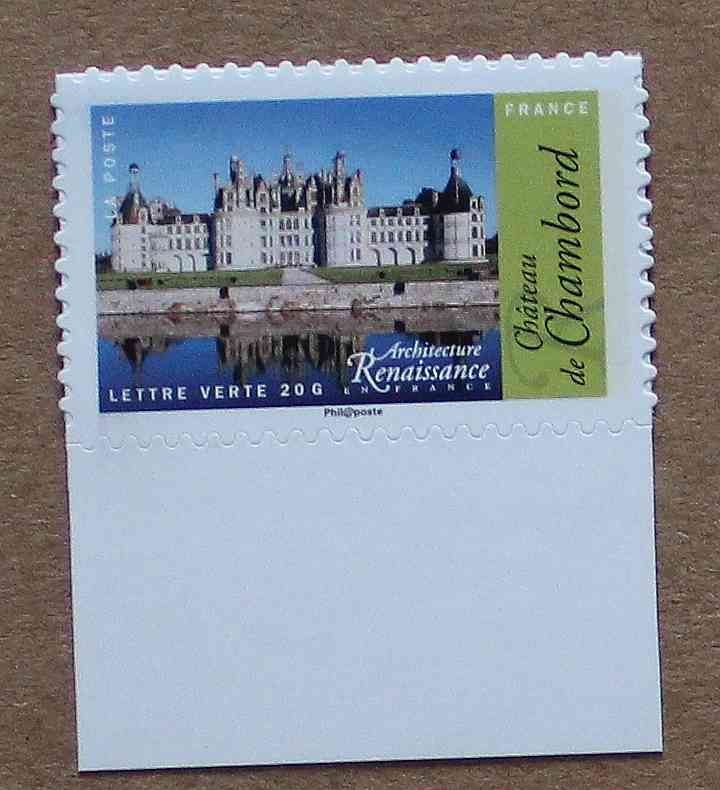 LA POSTE
FRANCE
Château
de Chambord
Architecture
Renaissance
EN FRANCE
LETTRE VERTE 20G
Phil@poste